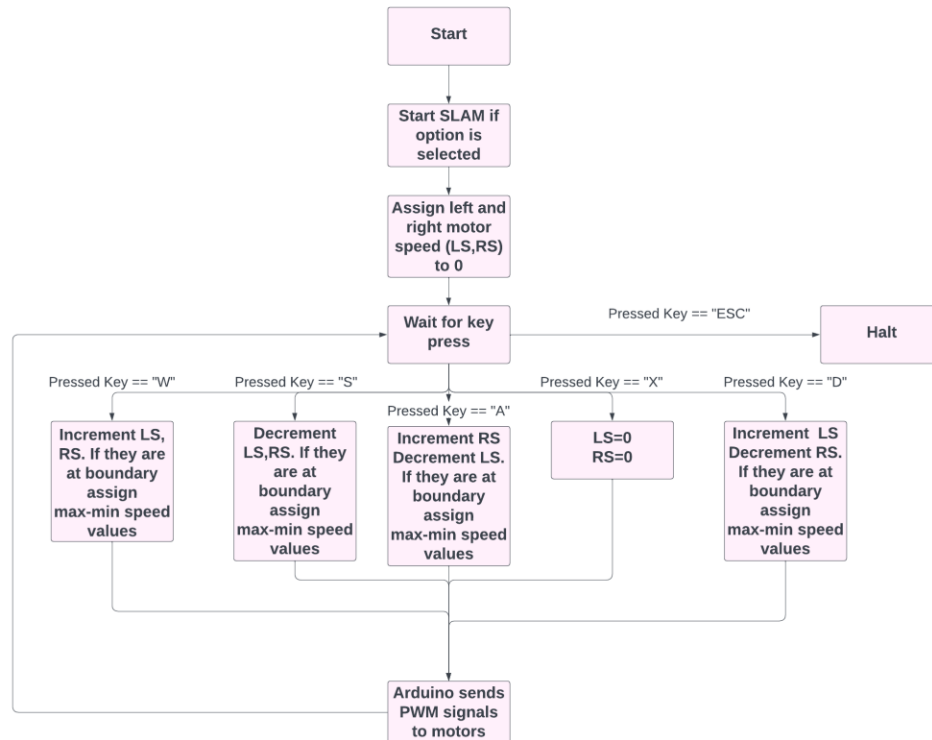 Start
Start SLAM if
option is
selected
Assign left and
right motor
speed (LS,RS)
to 0
Wait for key
press
Pressed Key == "ESC"
Halt
Pressed Key == "W"
Increment LS,
RS. If they are
at boundary
assign
max-min speed
values
Pressed Key == "S"
Decrement
LS,RS. If they
are at
boundary
assign
max-min speed
values
Pressed Key == "A"
Increment RS
Decrement LS.
If they are at
boundary
assign
max-min speed
values
Pressed Key == "X"
LS=0
RS=0
Pressed Key == "D"
Increment  LS
Decrement RS.
If they are at
boundary
assign
max-min speed
values
Arduino sends
PWM signals
to motors